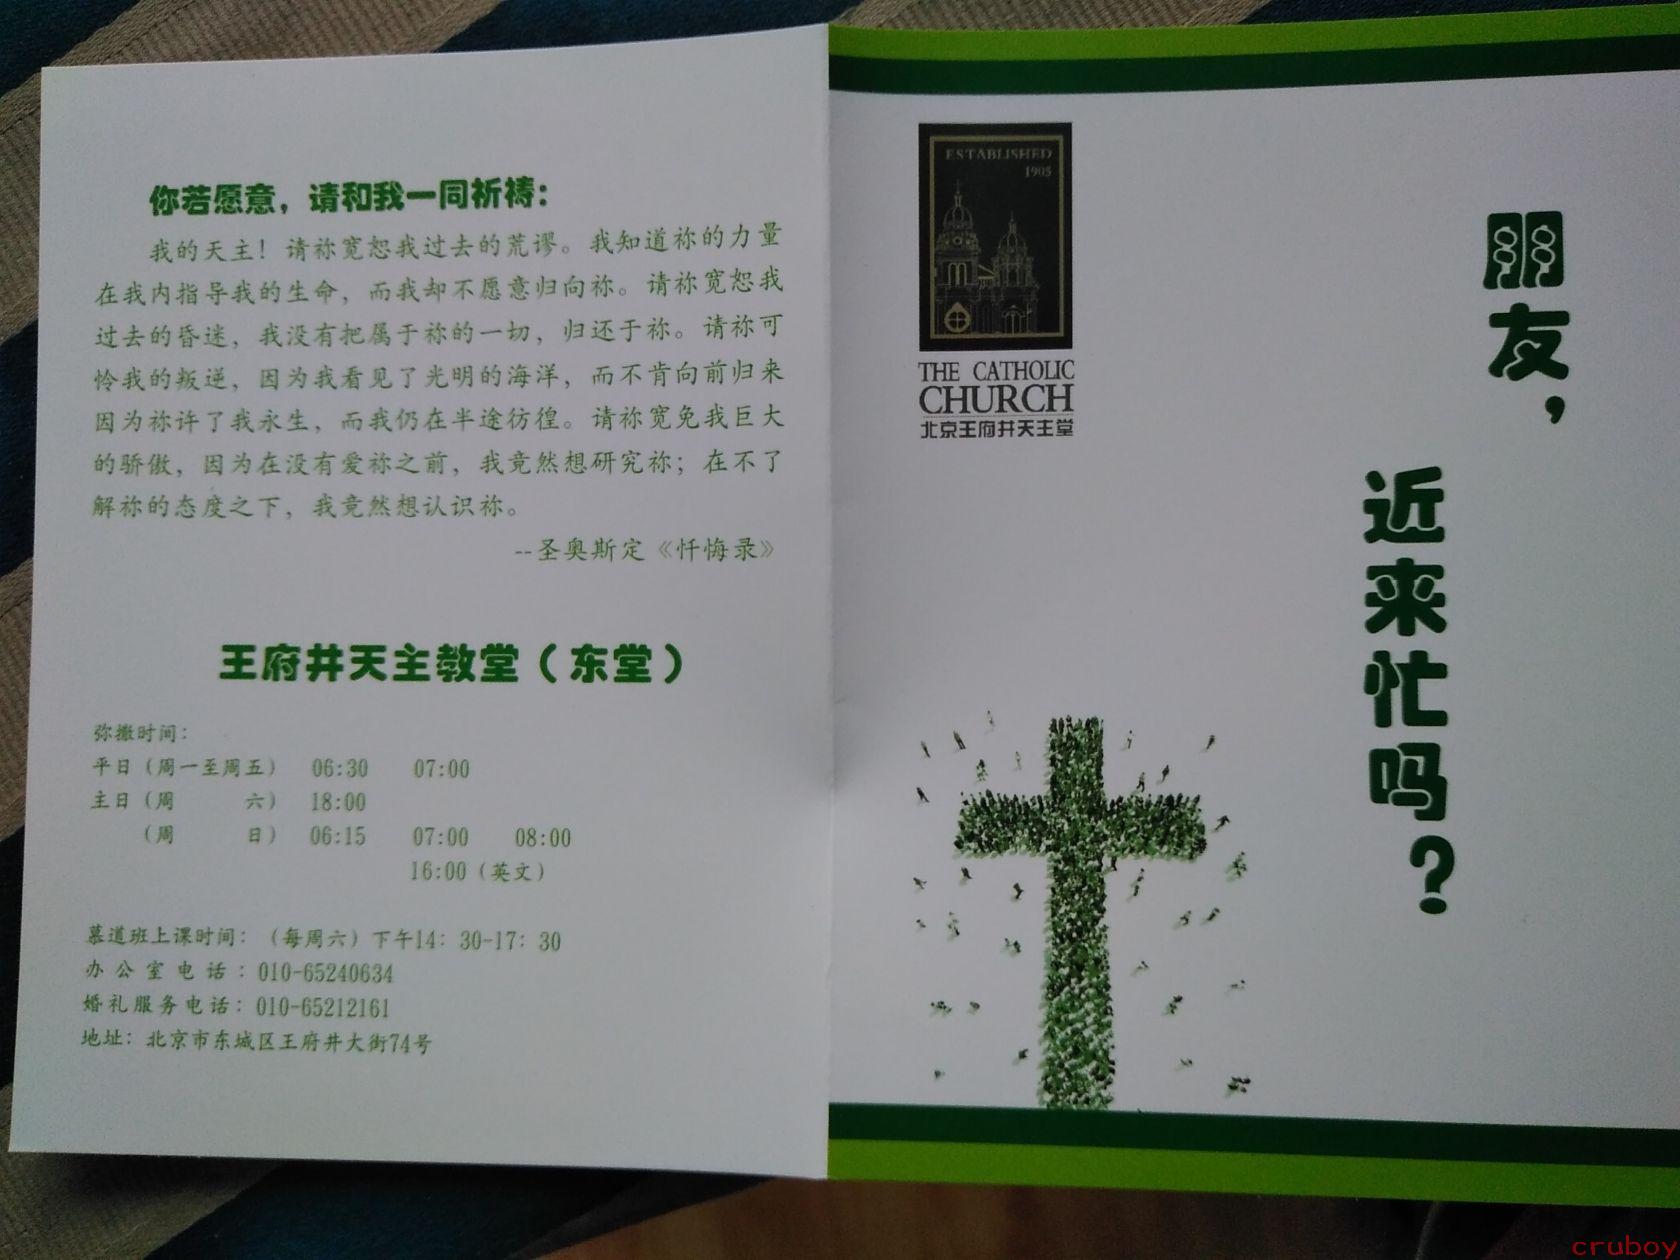 你若愿意，请和我一同祈祷：
我的天主！请祢宽恕我过去的荒谬。我知道祢的力量
在我内指导我的生命，而我却不愿意归向祢。请祢宽恕我
过去的昏迷，我没有把属于祢的一切，归还于祢。请祢可
怜我的叛逆，因为我看见了光明的海洋，而不肯向前归来
因为祢许了我永生，而我仍在半途彷徨。请祢宽免我巨大
的骄傲，因为在没有爱祢之前，我竟然想研究祢；在不了
解祢的态度之下，我竟然想认识祢。
--圣奥斯定《忏悔录》
王府井天主教堂（东堂）
弥撒时间：
平日（周一至周五） 06:30 07:00
主日（周 六） 18:00
（周 日） 06:15 07:00 08:00
16:00（英文）
慕道班上课时间：（每周六）下午14：30-17：30
办公室电话：010-65240634
婚礼服务电话：010-65212161
地址：北京市东城区王府井大街74号
ESTABLISHED
1905
THE CATHOLIC
CHURCH
北京王府井天主堂
朋友，
近来忙吗？
cruboy